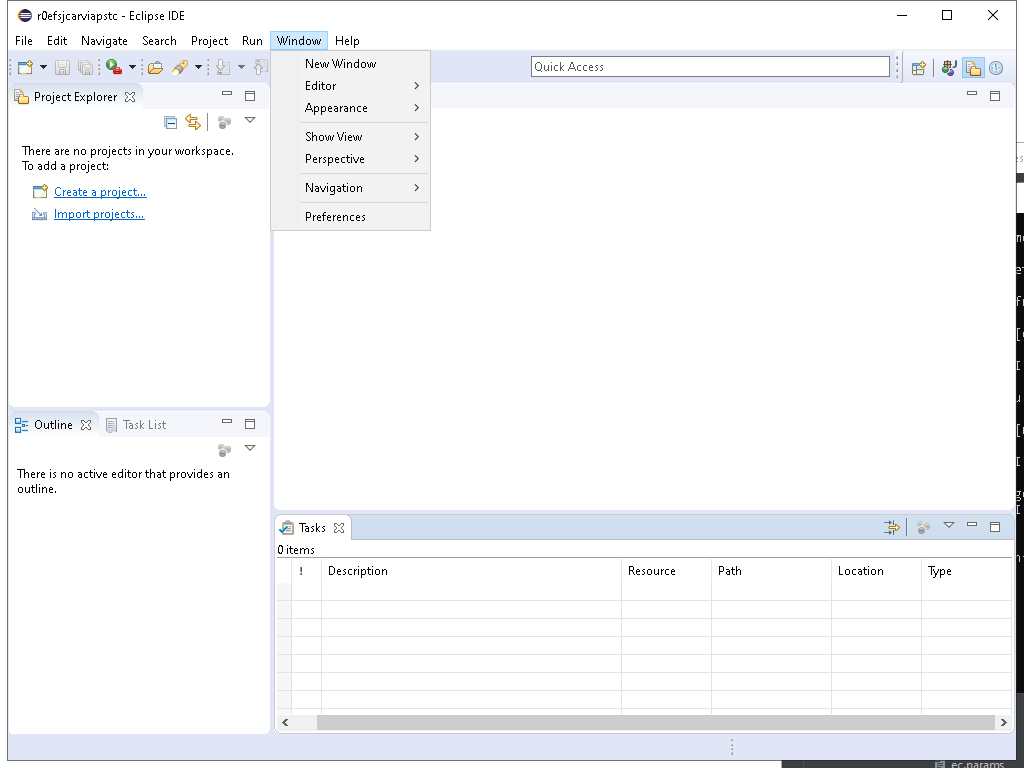 r0efsjcarviapstc - Eclipse IDE
File Edit Navigate Search Project Run Window Help
New Window
Editor
Appearance
Show View
Perspective
Navigation
Preferences
Quick Access
Project Explorer
There are no projects in your workspace.
To add a project:
Create a project...
Import projects...
Outline Task List
There is no active editor that provides an
outline.
Tasks
0 items
! Description Resource Path Location Type
ec.params